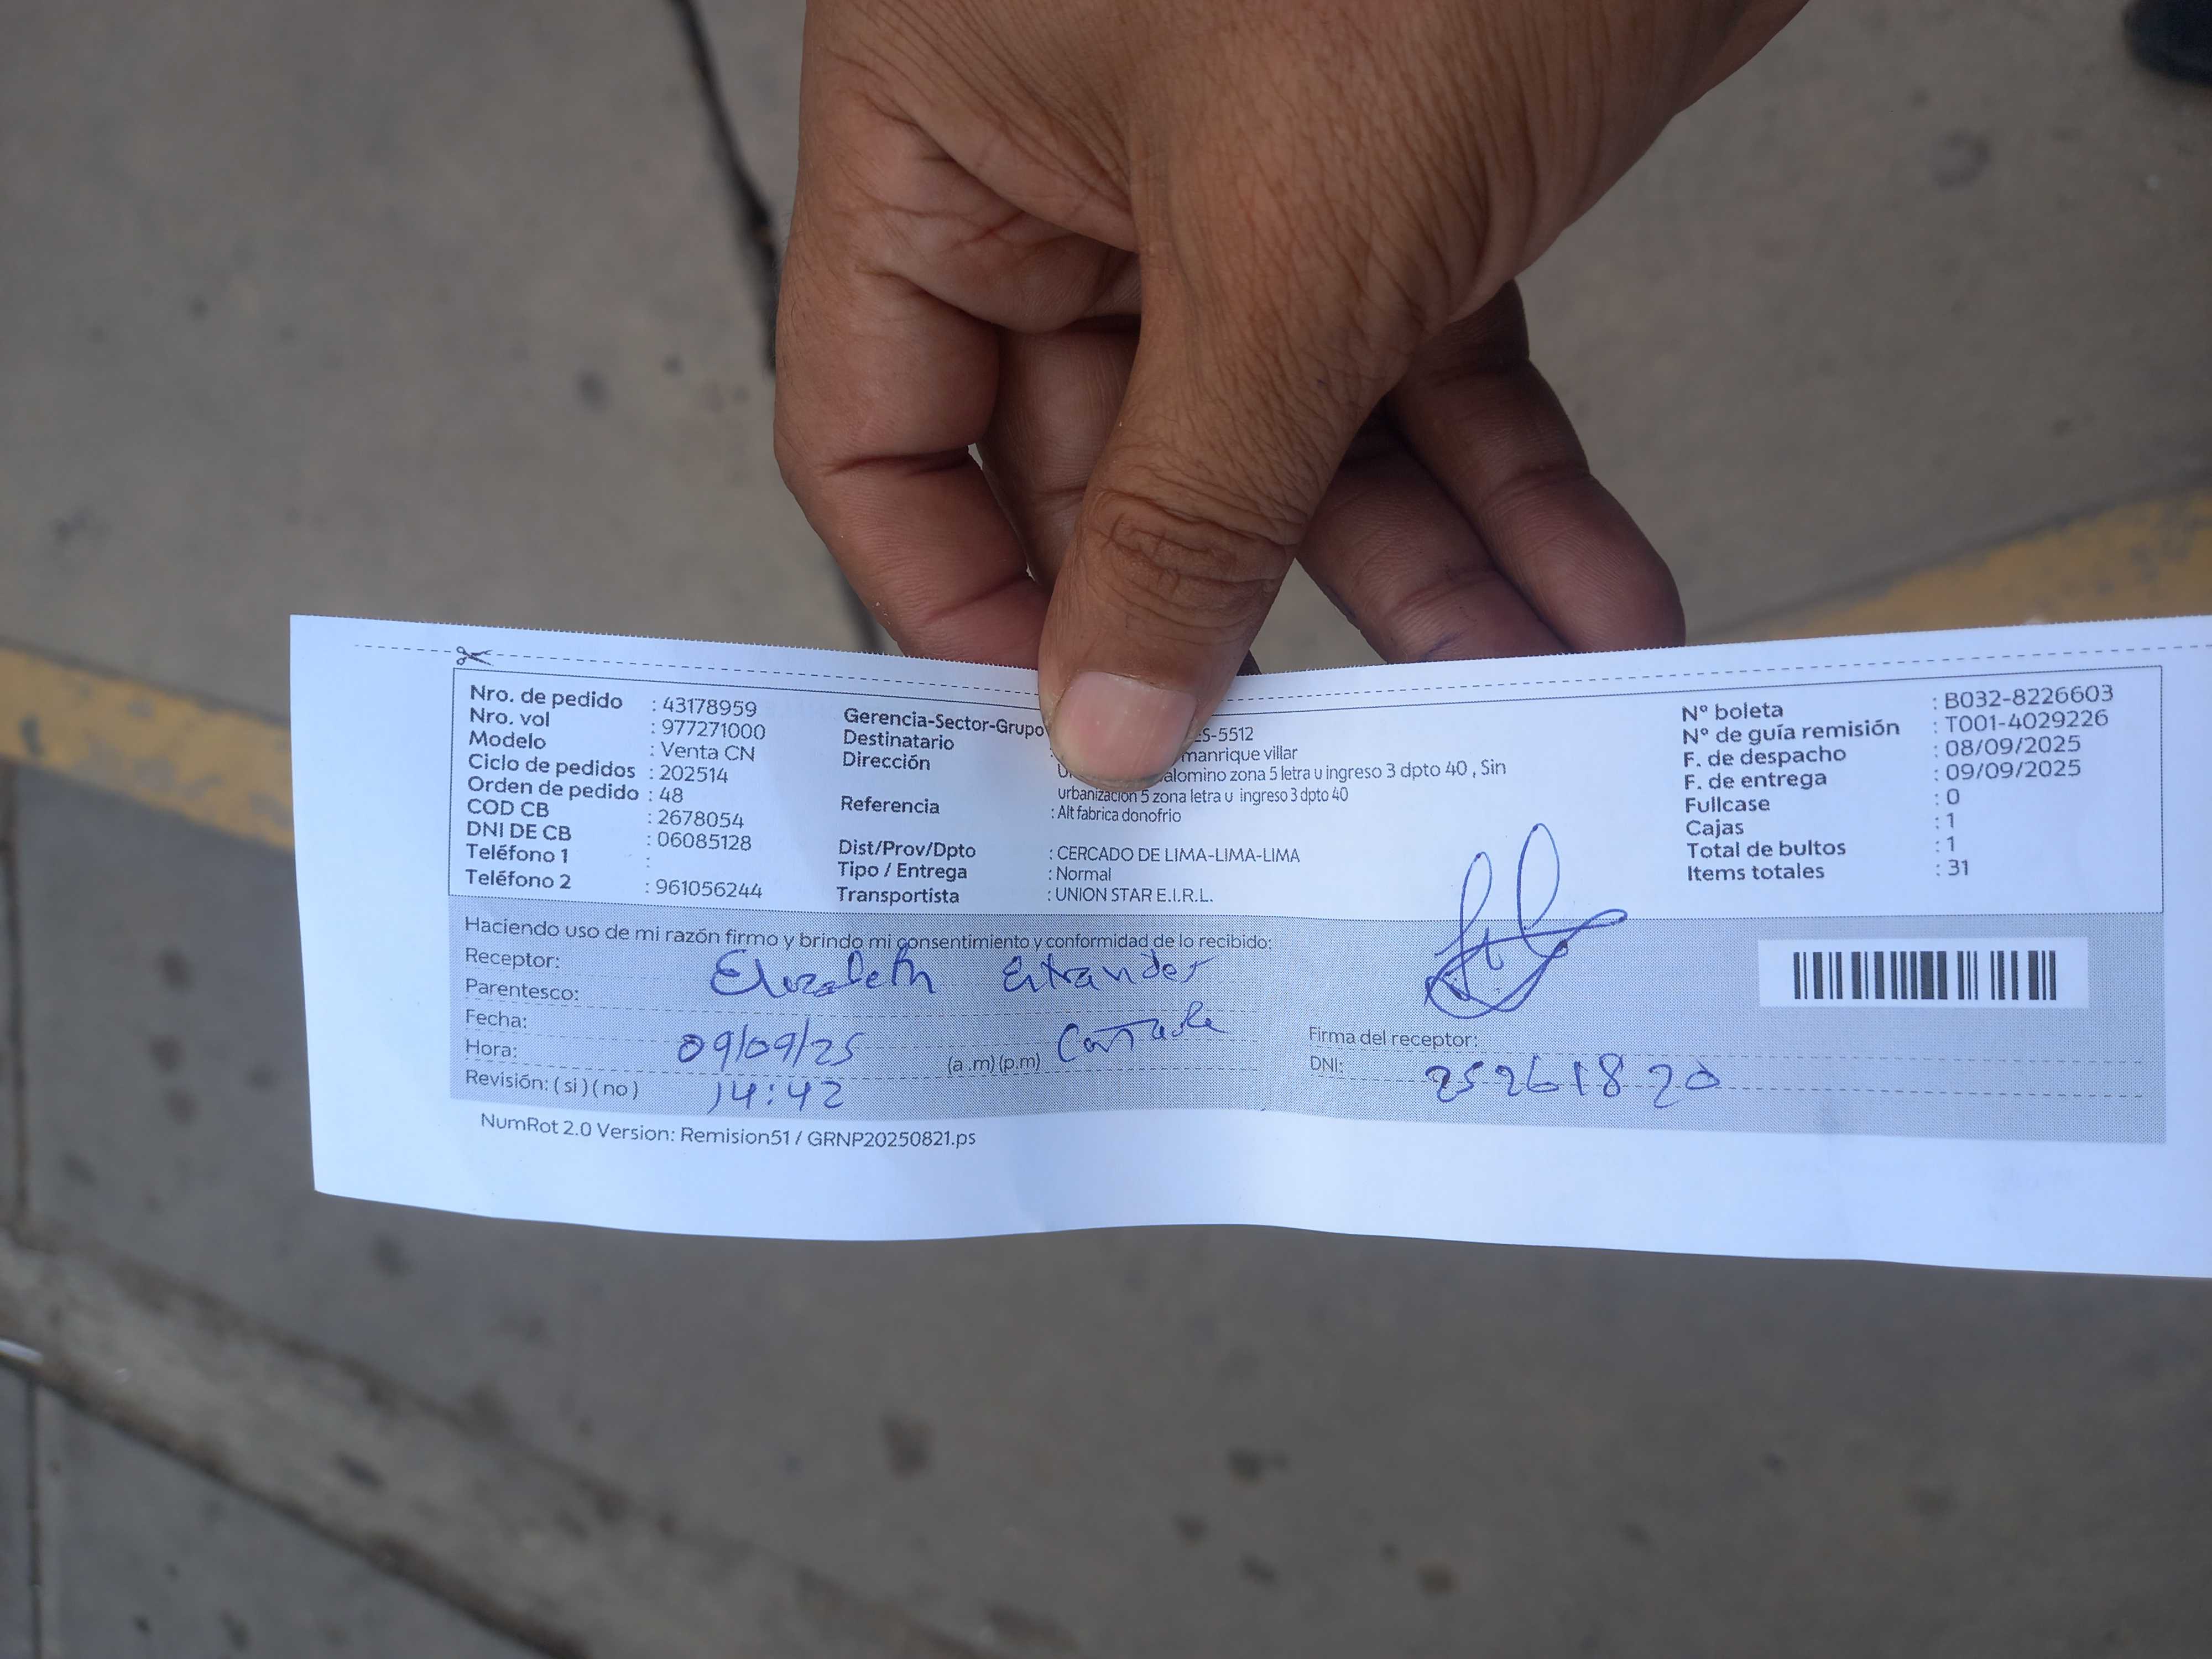 Nro. de pedido : 43178959
Nro. vol : 977271000
Modelo : Venta CN
Ciclo de pedidos : 202514
Orden de pedido : 48
COD CB : 2678054
DNI DE CB : 06085128
Teléfono 1 :
Teléfono 2 : 961056244
Gerencia-Sector-Grupo S-5512
Destinatario manrique villar
Dirección alomino zona 5 letra u ingreso 3 dpto 40 , Sin
urbanizacion 5 zona letra u ingreso 3 dpto 40
Referencia : Alt fabrica donofrio
Dist/Prov/Dpto : CERCADO DE LIMA-LIMA-LIMA
Tipo / Entrega : Normal
Transportista : UNION STAR E.I.R.L.
N° boleta : B032-8226603
N° de guía remisión : T001-4029226
F. de despacho : 08/09/2025
F. de entrega : 09/09/2025
Fullcase : 0
Cajas : 1
Total de bultos : 1
Items totales : 31
Haciendo uso de mi razón firmo y brindo mi consentimiento y conformidad de lo recibido:
Receptor: Elizabeth
Parentesco:
Fecha: 09/09/25
Hora: (a .m) (p.m)
Revisión: ( si ) ( no ) 14:42
Firma del receptor:
DNI: 25261820
NumRot 2.0 Version: Remision51 / GRNP20250821.ps